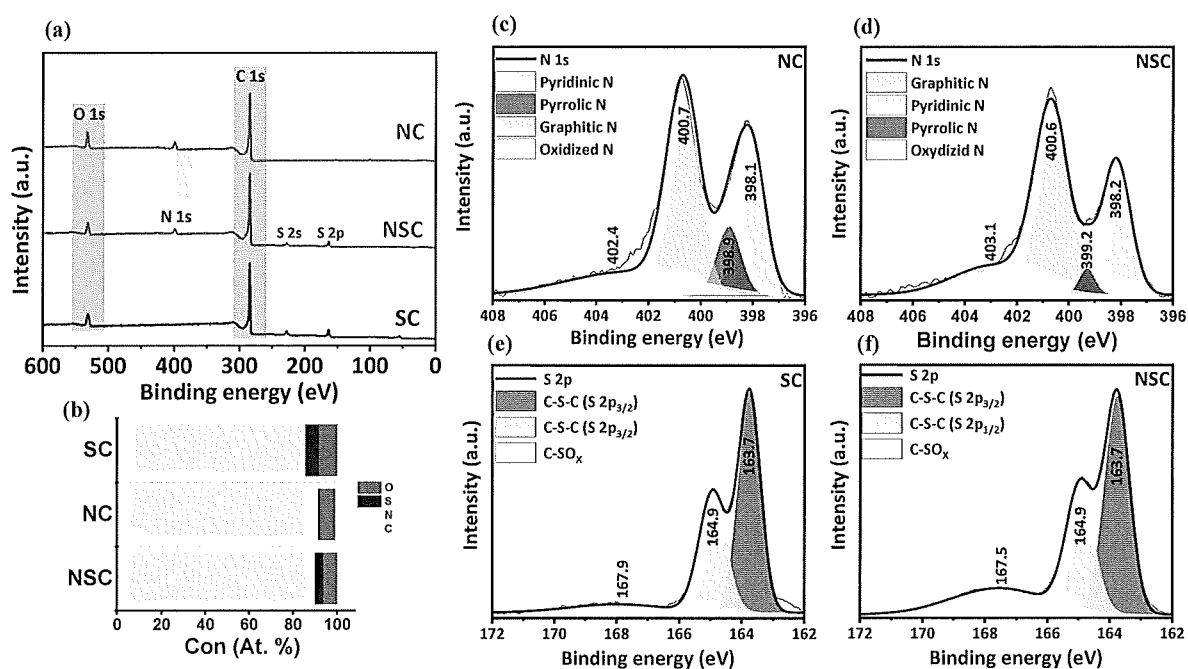 (a)
Intensity (a.u.)
O 1s
C 1s
N 1s
S 2s
S 2p
NC
NSC
SC
600 500 400 300 200 100 0
Binding energy (eV)
(b)
SC
NC
NSC
O
S
N
C
0 20 40 60 80 100
Con (At. %)
(c)
NC
N 1s
Pyridinic N
Pyrrolic N
Graphitic N
Oxidized N
402.4
400.7
398.9
398.1
Intensity (a.u.)
408 406 404 402 400 398 396
Binding energy (eV)
(d)
NSC
N 1s
Graphitic N
Pyridinic N
Pyrrolic N
Oxydizid N
403.1
400.6
399.2
398.2
Intensity (a.u.)
408 406 404 402 400 398 396
Binding energy (eV)
(e)
SC
S 2p
C-S-C (S 2p3/2)
C-S-C (S 2p3/2)
C-SOX
167.9
164.9
163.7
Intensity (a.u.)
172 170 168 166 164 162
Binding energy (eV)
(f)
NSC
S 2p
C-S-C (S 2p3/2)
C-S-C (S 2p1/2)
C-SOX
167.5
164.9
163.7
Intensity (a.u.)
172 170 168 166 164 162
Binding energy (eV)